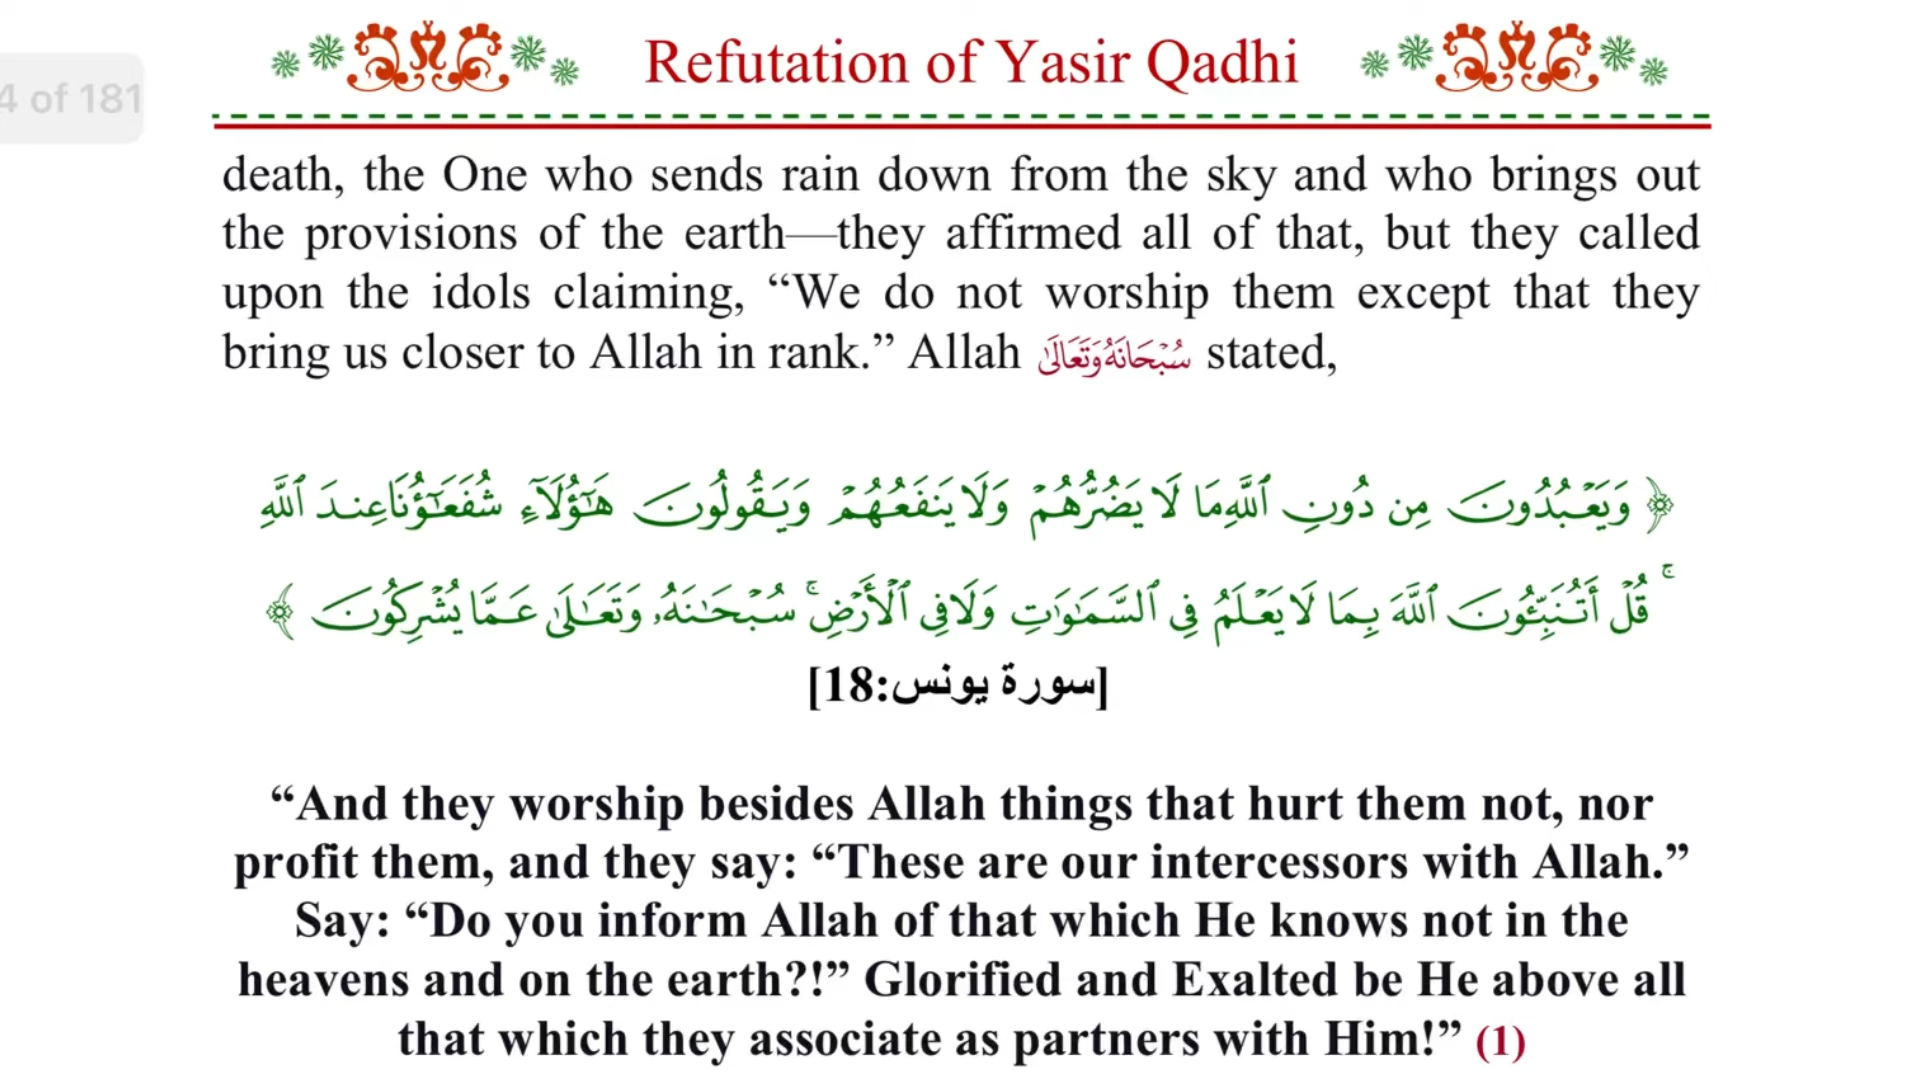 Refutation of Yasir Qadhi
4 of 181
death, the One who sends rain down from the sky and who brings out
the provisions of the earth—they affirmed all of that, but they called
upon the idols claiming, “We do not worship them except that they
bring us closer to Allah in rank.” Allah سُبْحَانَهُ وَتَعَالَىٰ stated,
﴿ وَيَعْبُدُونَ مِن دُونِ ٱللَّهِ مَا لَا يَضُرُّهُمْ وَلَا يَنفَعُهُمْ وَيَقُولُونَ هَٰٓؤُلَآءِ شُفَعَٰٓؤُنَا عِندَ ٱللَّهِ
ۚ قُلْ أَتُنَبِّـُٔونَ ٱللَّهَ بِمَا لَا يَعْلَمُ فِى ٱلسَّمَٰوَٰتِ وَلَا فِى ٱلْأَرْضِ ۚ سُبْحَٰنَهُۥ وَتَعَٰلَىٰ عَمَّا يُشْرِكُونَ ﴾
[سورة يونس:18]
“And they worship besides Allah things that hurt them not, nor
profit them, and they say: “These are our intercessors with Allah.”
Say: “Do you inform Allah of that which He knows not in the
heavens and on the earth?!” Glorified and Exalted be He above all
that which they associate as partners with Him!” (1)